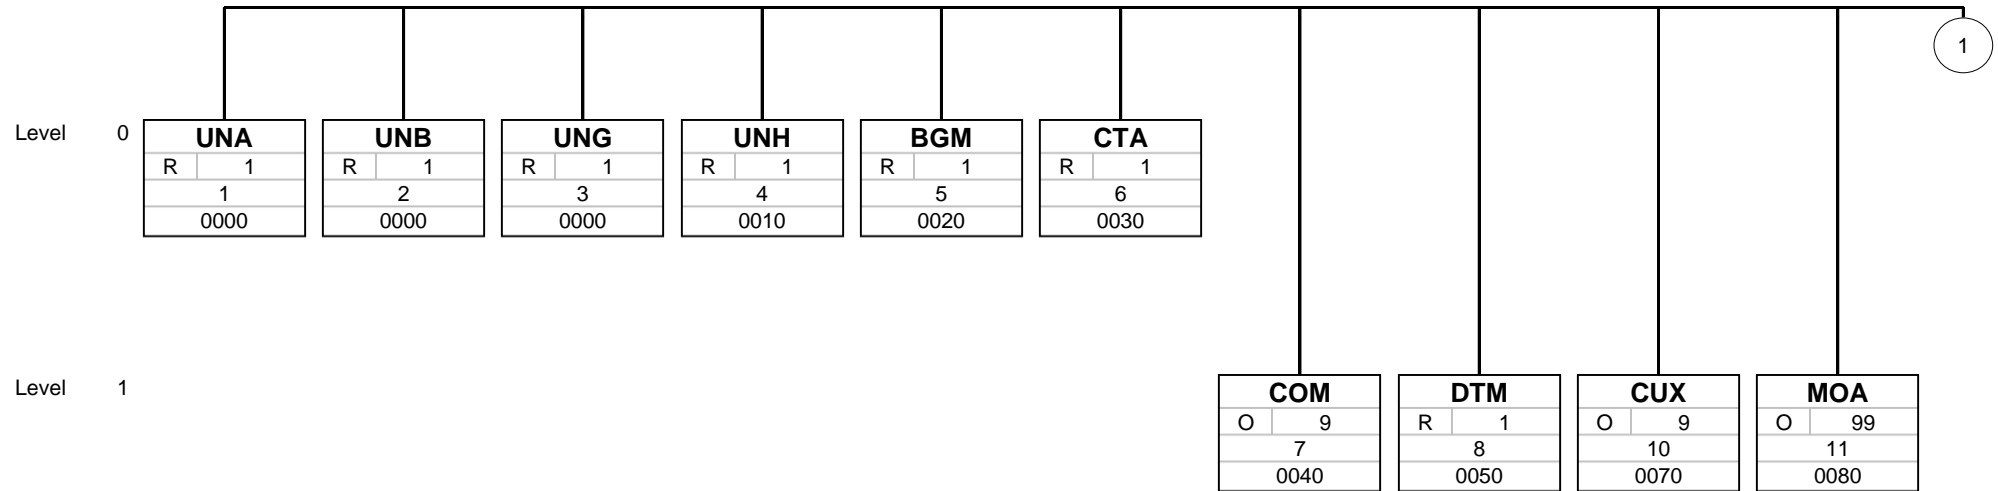 1
Level 0 UNA UNB UNG UNH BGM CTA
R 1 R 1 R 1 R 1 R 1 R 1
1 2 3 4 5 6
0000 0000 0000 0010 0020 0030
Level 1 COM DTM CUX MOA
O 9 R 1 O 9 O 99
7 8 10 11
0040 0050 0070 0080